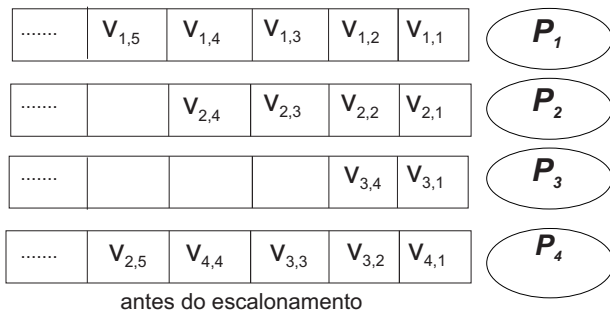 ....... V1,5 V1,4 V1,3 V1,2 V1,1 P1
....... V2,4 V2,3 V2,2 V2,1 P2
....... V3,4 V3,1 P3
....... V2,5 V4,4 V3,3 V3,2 V4,1 P4
antes do escalonamento